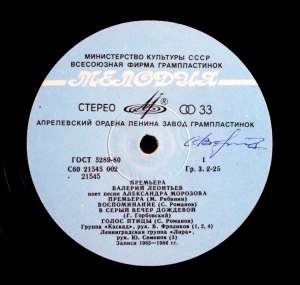 МИНИСТЕРСТВО КУЛЬТУРЫ СССР
ВСЕСОЮЗНАЯ ФИРМА ГРАМПЛАСТИНОК
МЕЛОДИЯ
СТЕРЕО 33
АПРЕЛЕВСКИЙ ОРДЕНА ЛЕНИНА ЗАВОД ГРАМПЛАСТИНОК
ГОСТ 5289-80 1
С60 21545 002 Гр. 3. 2-25
21545
ПРЕМЬЕРА
ВАЛЕРИЙ ЛЕОНТЬЕВ
поет песни АЛЕКСАНДРА МОРОЗОВА
ПРЕМЬЕРА (М. Рябинин)
ВОСПОМИНАНИЕ (С. Романов)
В СЕРЫЙ ВЕЧЕР ДОЖДЕВОЙ
(Г. Горбовский)
ГОЛОС ПТИЦЫ (С. Романов)
Группа «Каскад», рук. В. Фроликов (1, 2, 4)
Ленинградская группа «Лира»,
рук. Ю. Семенов (3)
Записи 1983—1984 гг.